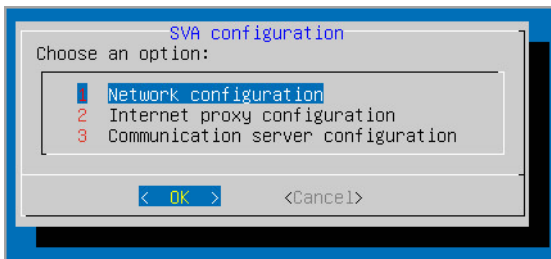 SVA configuration
Choose an option:
1 Network configuration
2 Internet proxy configuration
3 Communication server configuration
< OK > <Cancel>